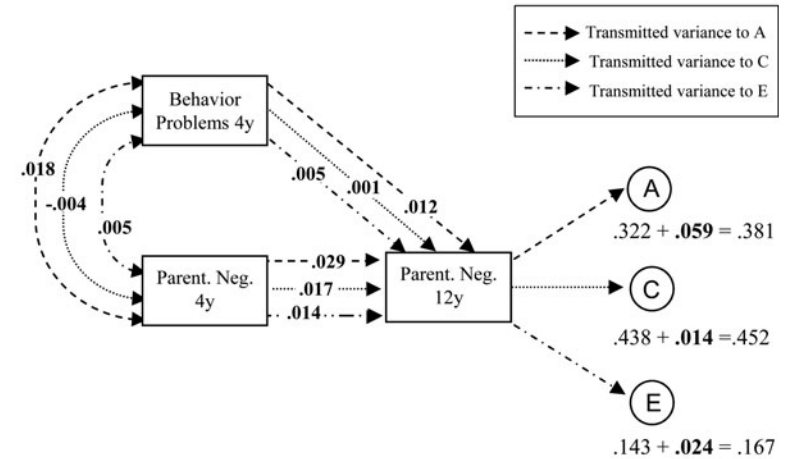 Transmitted variance to A
Transmitted variance to C
Transmitted variance to E
Behavior
Problems 4y
.018
-.004
.005
.005
.001
.012
Parent. Neg.
4y
.029
.017
.014
Parent. Neg.
12y
A
.322 + .059 = .381
C
.438 + .014 =.452
E
.143 + .024 = .167